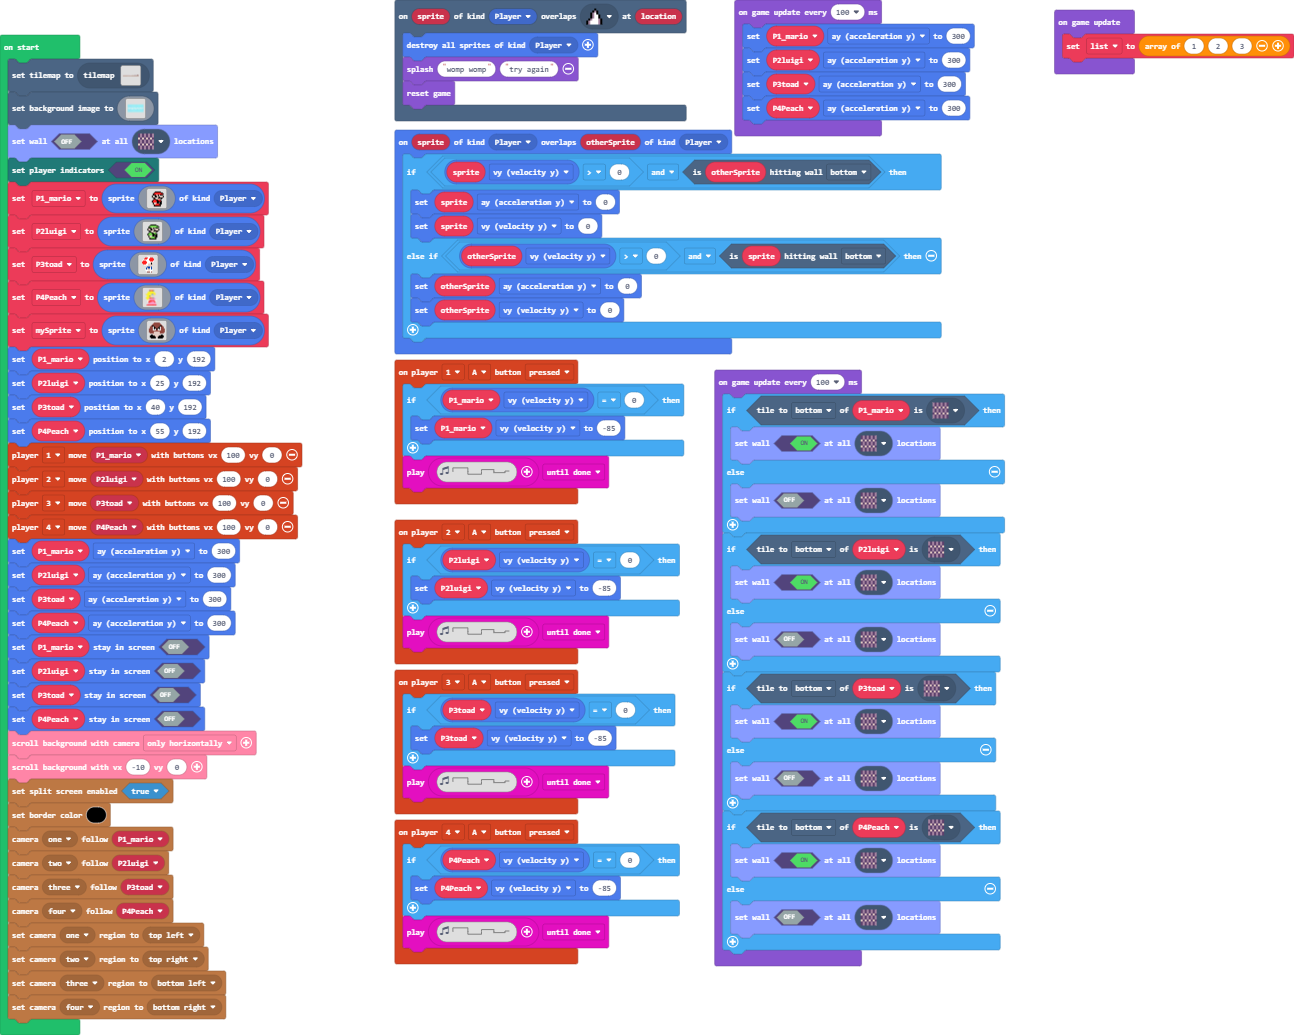 on start
set tilemap to tilemap
set background image to
set wall OFF at all locations
set player indicators ON
set P1_mario to sprite of kind Player
set P2luigi to sprite of kind Player
set P3toad to sprite of kind Player
set P4Peach to sprite of kind Player
set mySprite to sprite of kind Player
set P1_mario position to x 2 y 192
set P2luigi position to x 25 y 192
set P3toad position to x 40 y 192
set P4Peach position to x 55 y 192
player 1 move P1_mario with buttons vx 100 vy 0
player 2 move P2luigi with buttons vx 100 vy 0
player 3 move P3toad with buttons vx 100 vy 0
player 4 move P4Peach with buttons vx 100 vy 0
set P1_mario ay (acceleration y) to 300
set P2luigi ay (acceleration y) to 300
set P3toad ay (acceleration y) to 300
set P4Peach ay (acceleration y) to 300
set P1_mario stay in screen OFF
set P2luigi stay in screen OFF
set P3toad stay in screen OFF
set P4Peach stay in screen OFF
scroll background with camera only horizontally
scroll background with vx -10 vy 0
set split screen enabled true
set border color
camera one follow P1_mario
camera two follow P2luigi
camera three follow P3toad
camera four follow P4Peach
set camera one region to top left
set camera two region to top right
set camera three region to bottom left
set camera four region to bottom right
on sprite of kind Player overlaps at location
destroy all sprites of kind Player
splash "womp womp" "try again"
reset game
on sprite of kind Player overlaps otherSprite of kind Player
if sprite vy (velocity y) > 0 and is otherSprite hitting wall bottom then
set sprite ay (acceleration y) to 0
set sprite vy (velocity y) to 0
else if otherSprite vy (velocity y) > 0 and is sprite hitting wall bottom then
set otherSprite ay (acceleration y) to 0
set otherSprite vy (velocity y) to 0
on player 1 A button pressed
if P1_mario vy (velocity y) = 0 then
set P1_mario vy (velocity y) to -85
play until done
on player 2 A button pressed
if P2luigi vy (velocity y) = 0 then
set P2luigi vy (velocity y) to -85
play until done
on player 3 A button pressed
if P3toad vy (velocity y) = 0 then
set P3toad vy (velocity y) to -85
play until done
on player 4 A button pressed
if P4Peach vy (velocity y) = 0 then
set P4Peach vy (velocity y) to -85
play until done
on game update every 100 ms
set P1_mario ay (acceleration y) to 300
set P2luigi ay (acceleration y) to 300
set P3toad ay (acceleration y) to 300
set P4Peach ay (acceleration y) to 300
on game update every 100 ms
if tile to bottom of P1_mario is then
set wall ON at all locations
else
set wall OFF at all locations
if tile to bottom of P2luigi is then
set wall ON at all locations
else
set wall OFF at all locations
if tile to bottom of P3toad is then
set wall ON at all locations
else
set wall OFF at all locations
if tile to bottom of P4Peach is then
set wall ON at all locations
else
set wall OFF at all locations
on game update
set list to array of 1 2 3